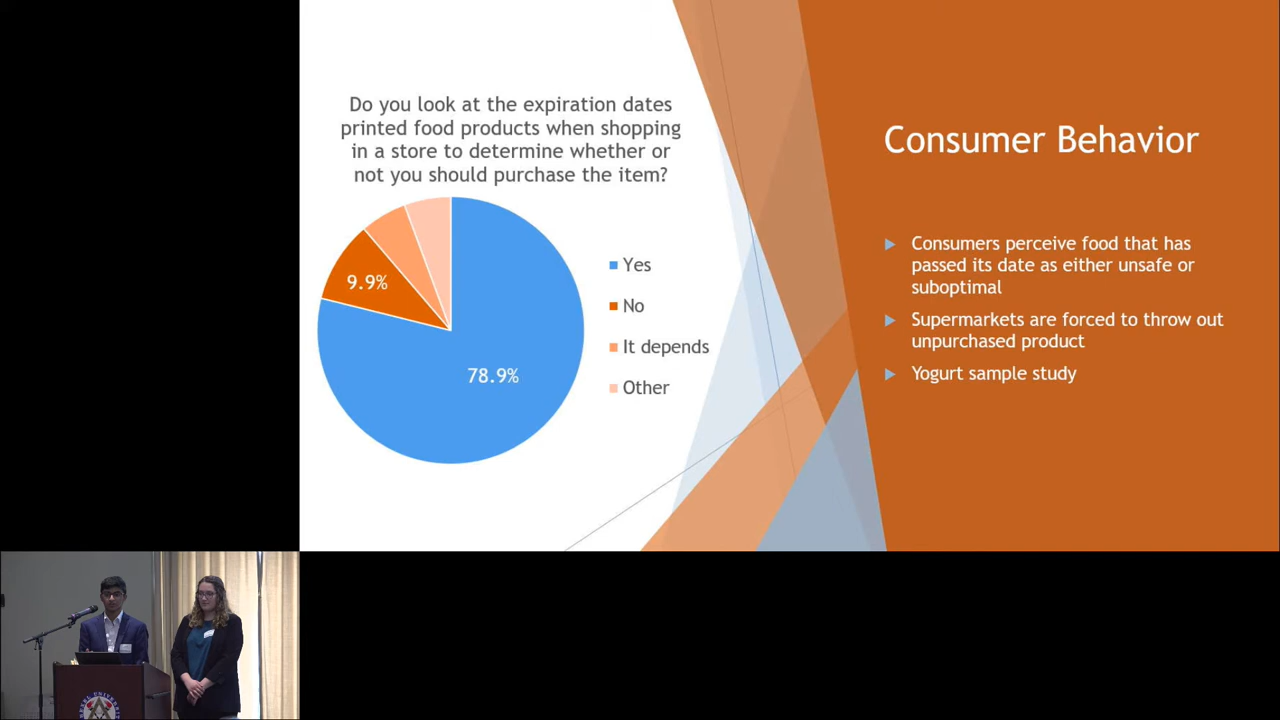 Do you look at the expiration dates
printed food products when shopping
in a store to determine whether or
not you should purchase the item?
9.9%
78.9%
Yes
No
It depends
Other
Consumer Behavior
Consumers perceive food that has
passed its date as either unsafe or
suboptimal
Supermarkets are forced to throw out
unpurchased product
Yogurt sample study